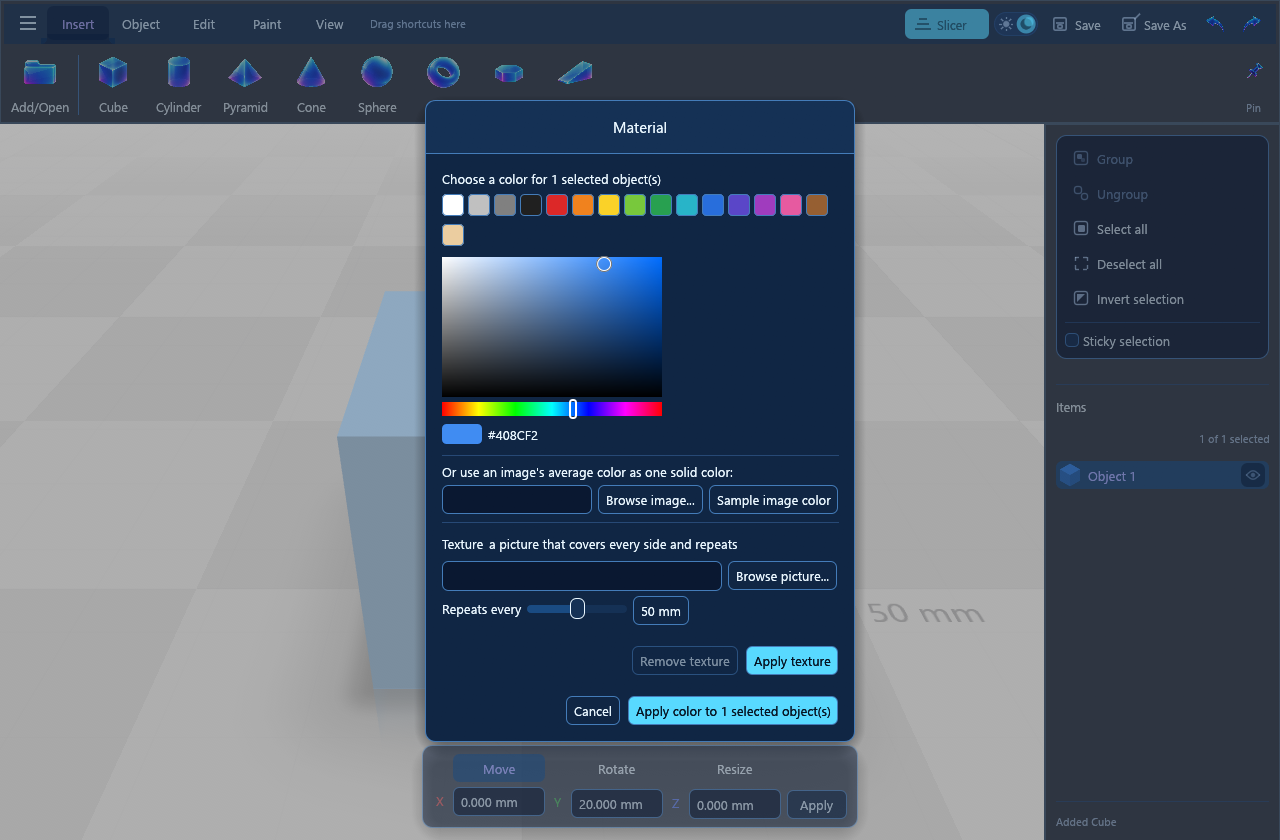 Insert Object Edit Paint View Drag shortcuts here Slicer Save Save As
Add/Open Cube Cylinder Pyramid Cone Sphere Pin
Material
Choose a color for 1 selected object(s)
#408CF2
Or use an image's average color as one solid color:
Browse image... Sample image color
Texture a picture that covers every side and repeats
Browse picture...
Repeats every 50 mm
Remove texture Apply texture
Cancel Apply color to 1 selected object(s)
50 mm
Move Rotate Resize
X 0.000 mm Y 20.000 mm Z 0.000 mm Apply
Group
Ungroup
Select all
Deselect all
Invert selection
Sticky selection
Items
1 of 1 selected
Object 1
Added Cube